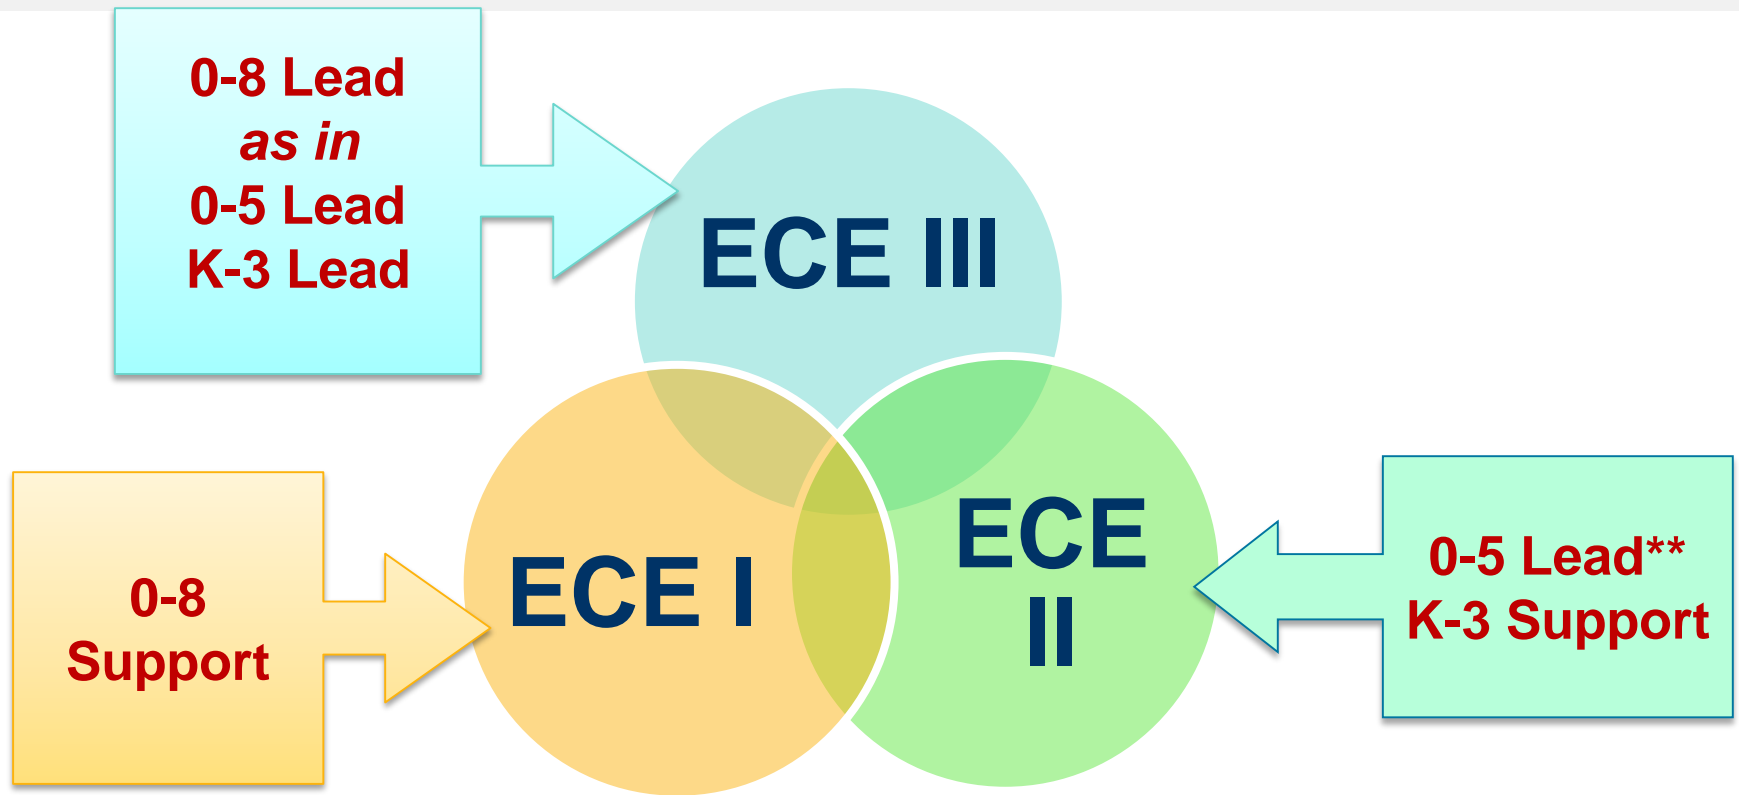 0-8 Lead
as in
0-5 Lead
K-3 Lead
ECE III
ECE I
ECE
II
0-8
Support
0-5 Lead**
K-3 Support